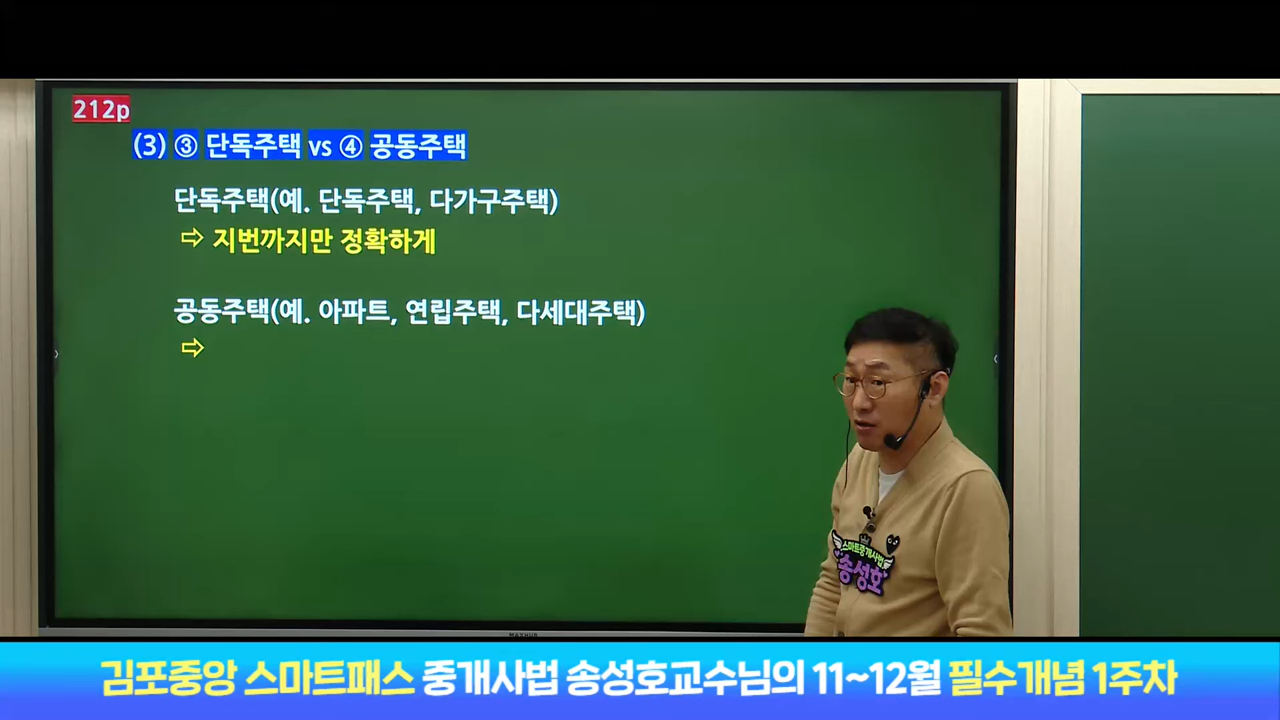 212p
(3) ③ 단독주택 vs ④ 공동주택
단독주택(예. 단독주택, 다가구주택)
⇨ 지번까지만 정확하게
공동주택(예. 아파트, 연립주택, 다세대주택)
⇨
스마트중개사법
송성호
MAXHUB
김포중앙 스마트패스 중개사법 송성호교수님의 11~12월 필수개념 1주차